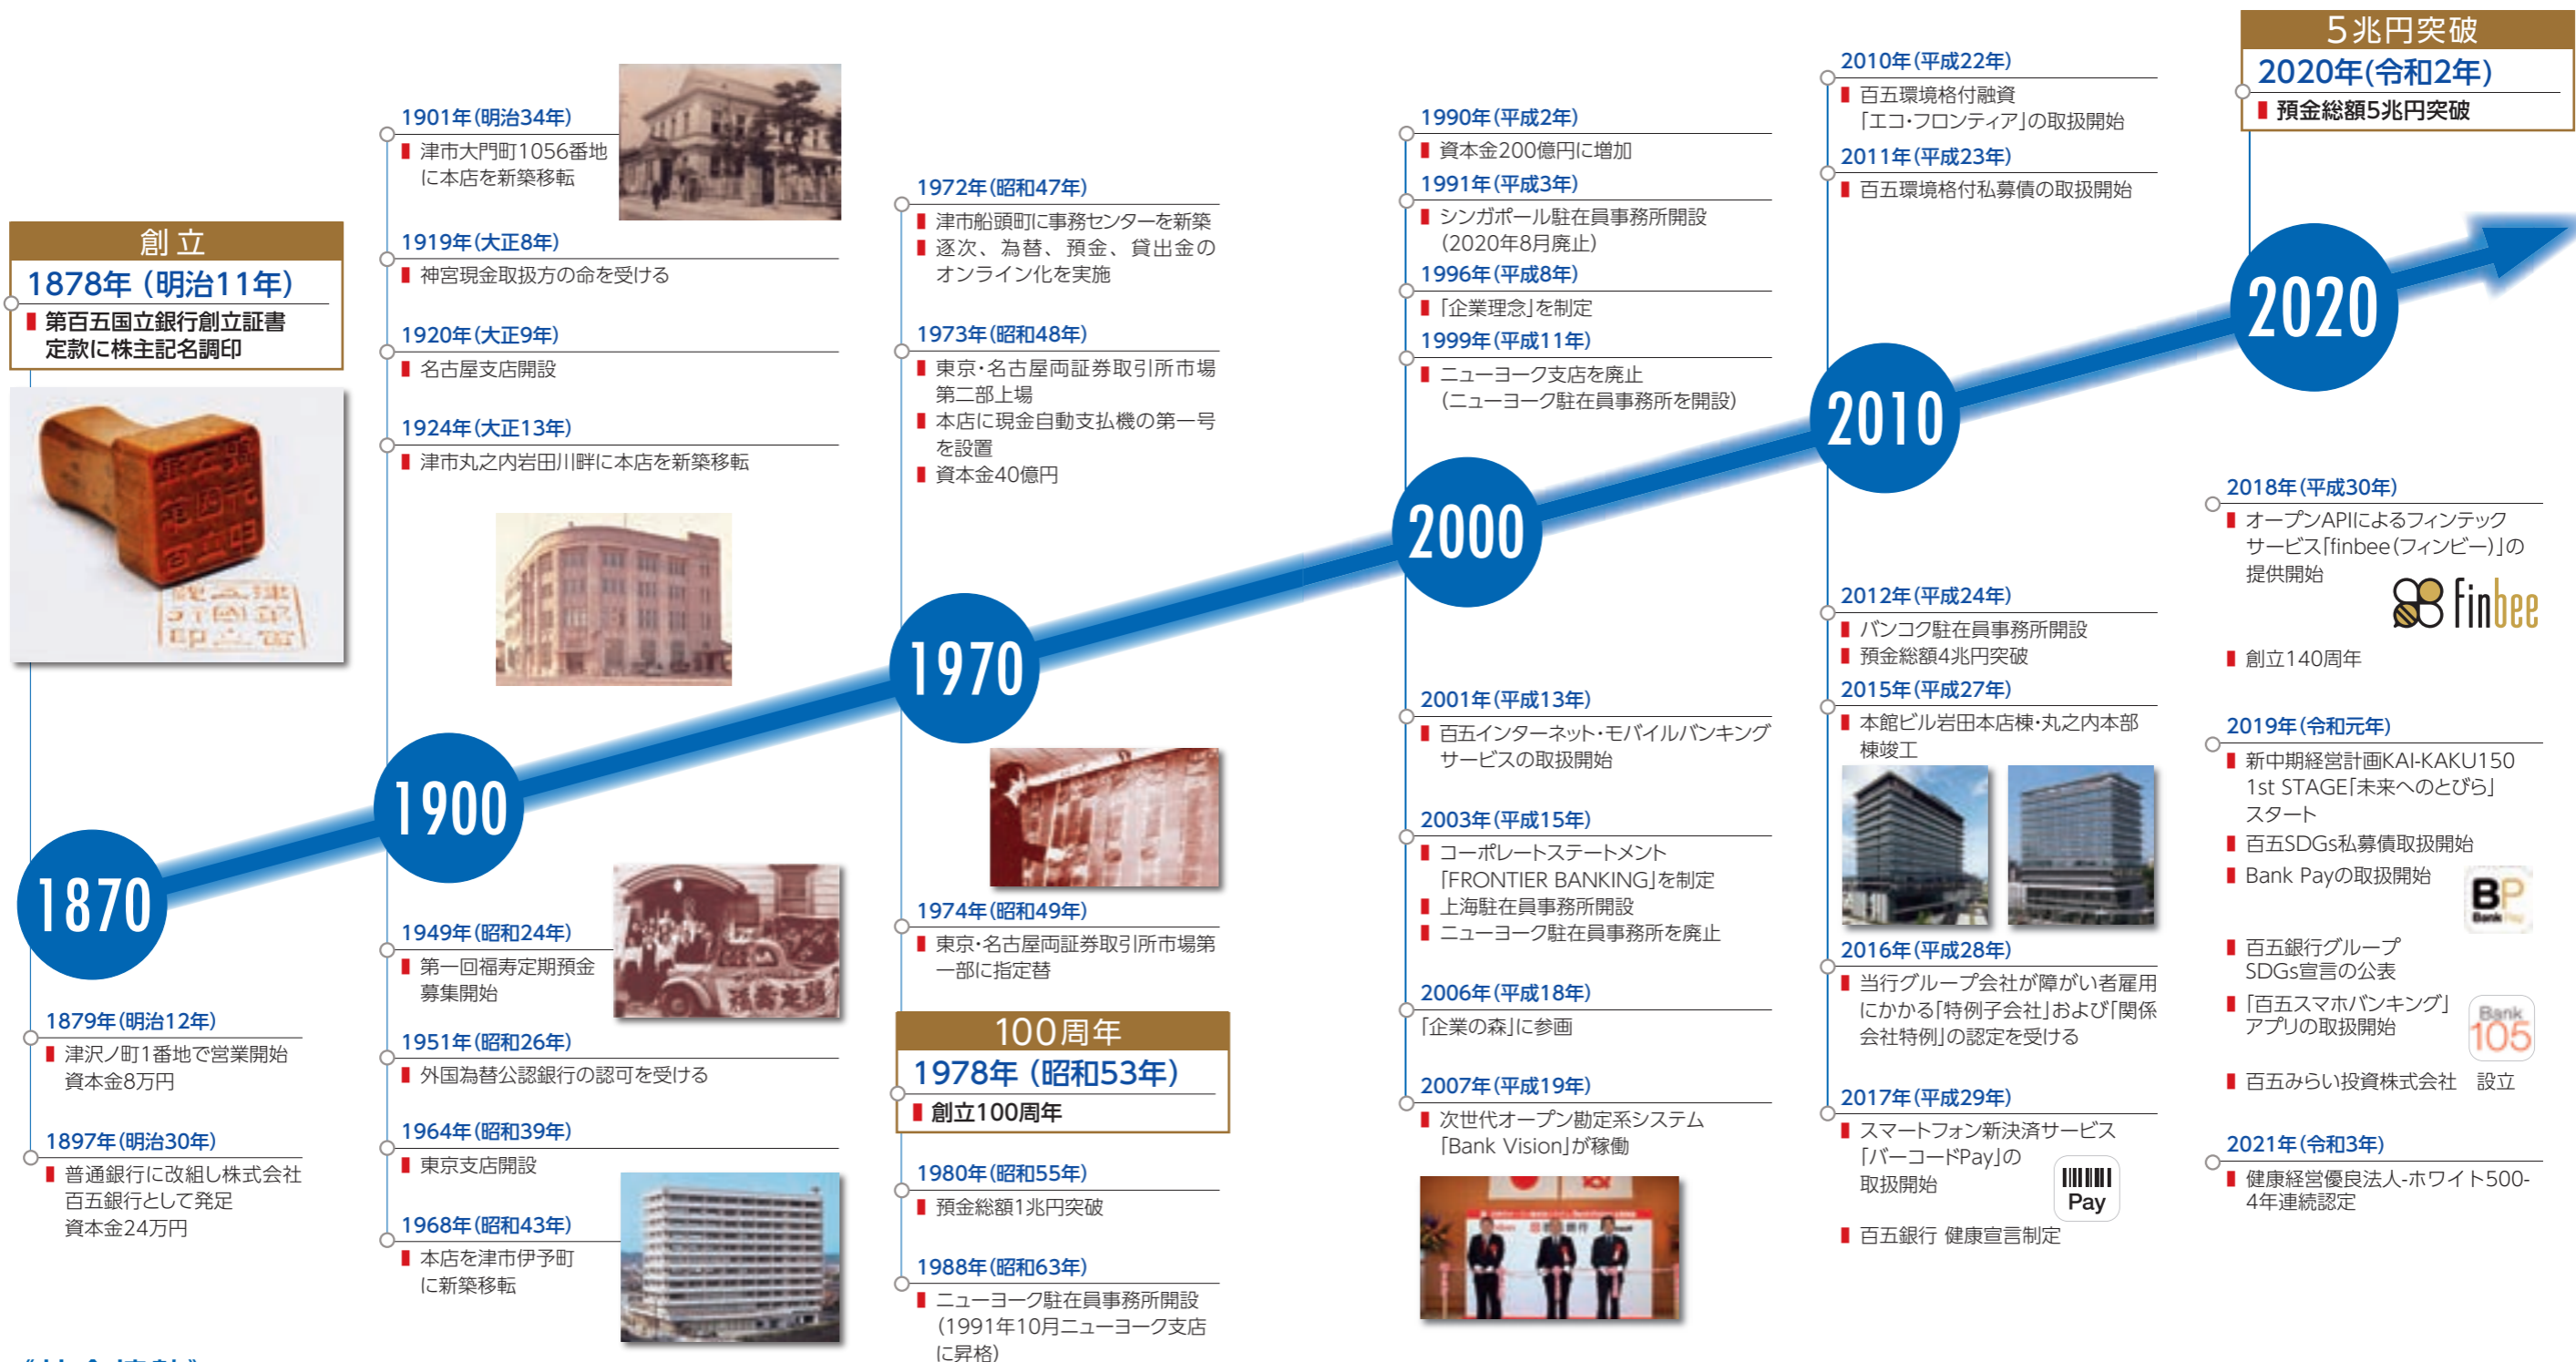 創立
1878年（明治11年）
第百五国立銀行創立証書
定款に株主記名調印
1870
1879年(明治12年)
津沢ノ町1番地で営業開始
資本金8万円
1897年(明治30年)
普通銀行に改組し株式会社
百五銀行として発足
資本金24万円
1901年(明治34年)
津市大門町1056番地
に本店を新築移転
1919年(大正8年)
神宮現金取扱方の命を受ける
1920年(大正9年)
名古屋支店開設
1924年(大正13年)
津市丸之内岩田川畔に本店を新築移転
1900
1949年(昭和24年)
第一回福寿定期預金
募集開始
1951年(昭和26年)
外国為替公認銀行の認可を受ける
1964年(昭和39年)
東京支店開設
1968年(昭和43年)
本店を津市伊予町
に新築移転
1972年(昭和47年)
津市船頭町に事務センターを新築
逐次、為替、預金、貸出金の
オンライン化を実施
1973年(昭和48年)
東京・名古屋両証券取引所市場
第二部上場
本店に現金自動支払機の第一号
を設置
資本金40億円
1970
1974年(昭和49年)
東京・名古屋両証券取引所市場第
一部に指定替
100周年
1978年（昭和53年）
創立100周年
1980年(昭和55年)
預金総額1兆円突破
1988年(昭和63年)
ニューヨーク駐在員事務所開設
(1991年10月ニューヨーク支店
に昇格)
1990年(平成2年)
資本金200億円に増加
1991年(平成3年)
シンガポール駐在員事務所開設
(2020年8月廃止)
1996年(平成8年)
「企業理念」を制定
1999年(平成11年)
ニューヨーク支店を廃止
(ニューヨーク駐在員事務所を開設)
2000
2001年(平成13年)
百五インターネット・モバイルバンキング
サービスの取扱開始
2003年(平成15年)
コーポレートステートメント
「FRONTIER BANKING」を制定
上海駐在員事務所開設
ニューヨーク駐在員事務所を廃止
2006年(平成18年)
「企業の森」に参画
2007年(平成19年)
次世代オープン勘定系システム
「Bank Vision」が稼働
2010年(平成22年)
百五環境格付融資
「エコ・フロンティア」の取扱開始
2011年(平成23年)
百五環境格付私募債の取扱開始
2010
2012年(平成24年)
バンコク駐在員事務所開設
預金総額4兆円突破
2015年(平成27年)
本館ビル岩田本店棟・丸之内本部
棟竣工
2016年(平成28年)
当行グループ会社が障がい者雇用
にかかる「特例子会社」および「関係
会社特例」の認定を受ける
2017年(平成29年)
スマートフォン新決済サービス
「バーコードPay」の
取扱開始
Pay
百五銀行 健康宣言制定
5兆円突破
2020年(令和2年)
預金総額5兆円突破
2020
2018年(平成30年)
オープンAPIによるフィンテック
サービス「finbee(フィンビー)」の
提供開始
finbee
創立140周年
2019年(令和元年)
新中期経営計画KAI-KAKU150
1st STAGE「未来へのとびら」
スタート
百五SDGs私募債取扱開始
Bank Payの取扱開始
BP
Bank Pay
百五銀行グループ
SDGs宣言の公表
「百五スマホバンキング」
アプリの取扱開始
Bank
105
百五みらい投資株式会社　設立
2021年(令和3年)
健康経営優良法人-ホワイト500-
4年連続認定